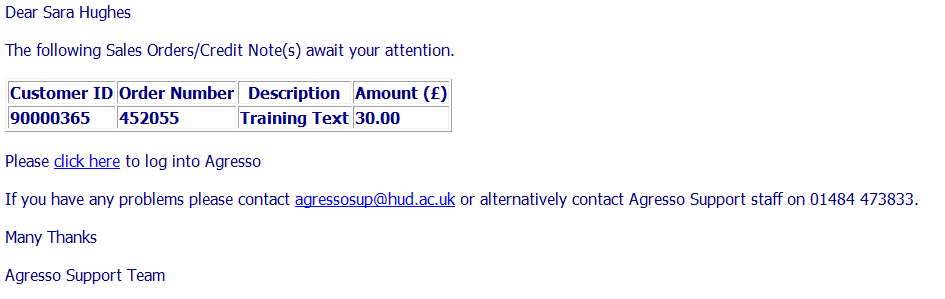 Dear Sara Hughes
The following Sales Orders/Credit Note(s) await your attention.
Customer ID Order Number Description Amount (£)
90000365 452055 Training Text 30.00
Please click here to log into Agresso
If you have any problems please contact agressosup@hud.ac.uk or alternatively contact Agresso Support staff on 01484 473833.
Many Thanks
Agresso Support Team